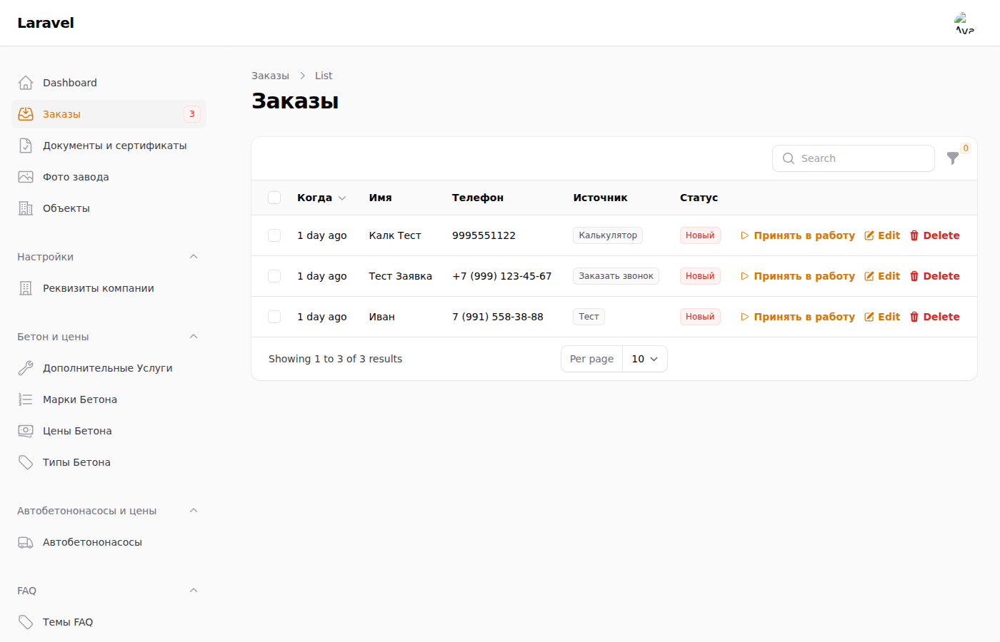 Laravel
Dashboard
Заказы 3
Документы и сертификаты
Фото завода
Объекты
Настройки
Реквизиты компании
Бетон и цены
Дополнительные Услуги
Марки Бетона
Цены Бетона
Типы Бетона
Автобетононасосы и цены
Автобетононасосы
FAQ
Темы FAQ
Заказы List
Заказы
Search 0
Когда Имя Телефон Источник Статус
1 day ago Калк Тест 9995551122 Калькулятор Новый Принять в работу Edit Delete
1 day ago Тест Заявка +7 (999) 123-45-67 Заказать звонок Новый Принять в работу Edit Delete
1 day ago Иван 7 (991) 558-38-88 Тест Новый Принять в работу Edit Delete
Showing 1 to 3 of 3 results Per page 10